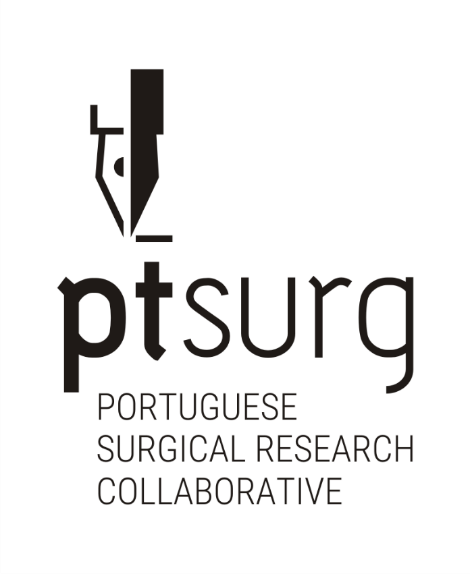 ptsurg
PORTUGUESE
SURGICAL RESEARCH
COLLABORATIVE